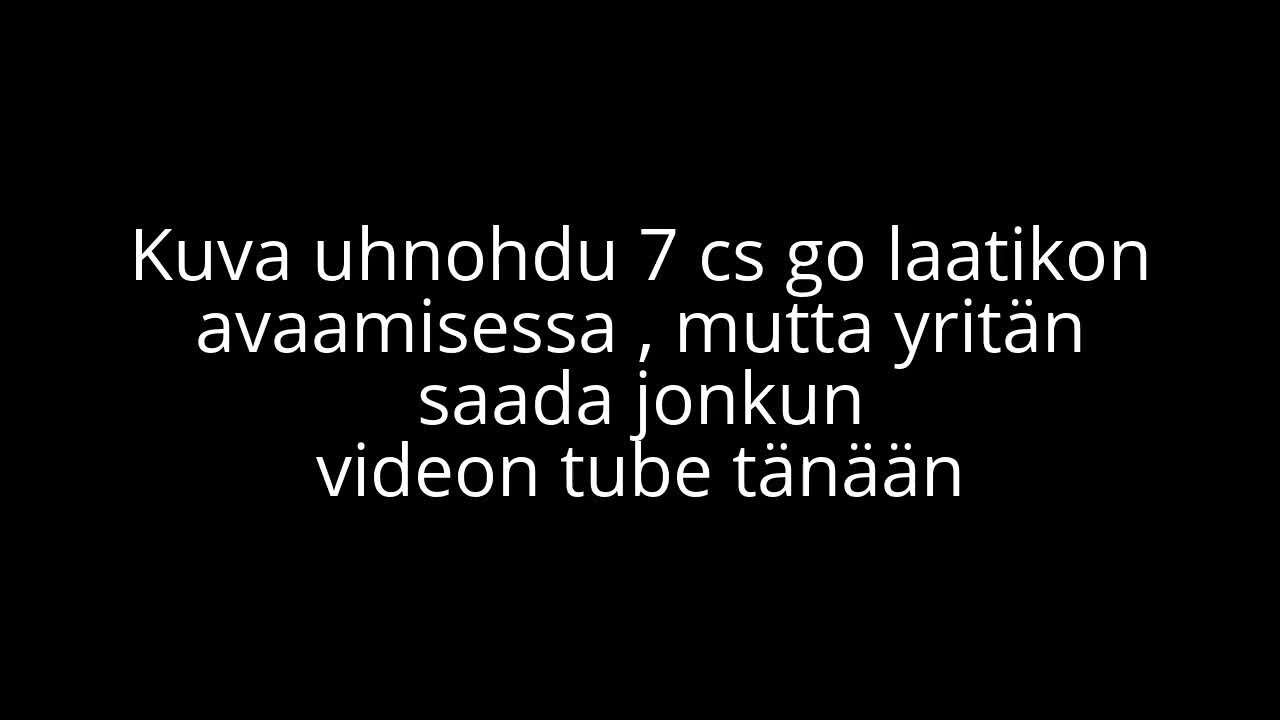 Kuva uhnohdu 7 cs go laatikon
avaamisessa , mutta yritän
saada jonkun
videon tube tänään